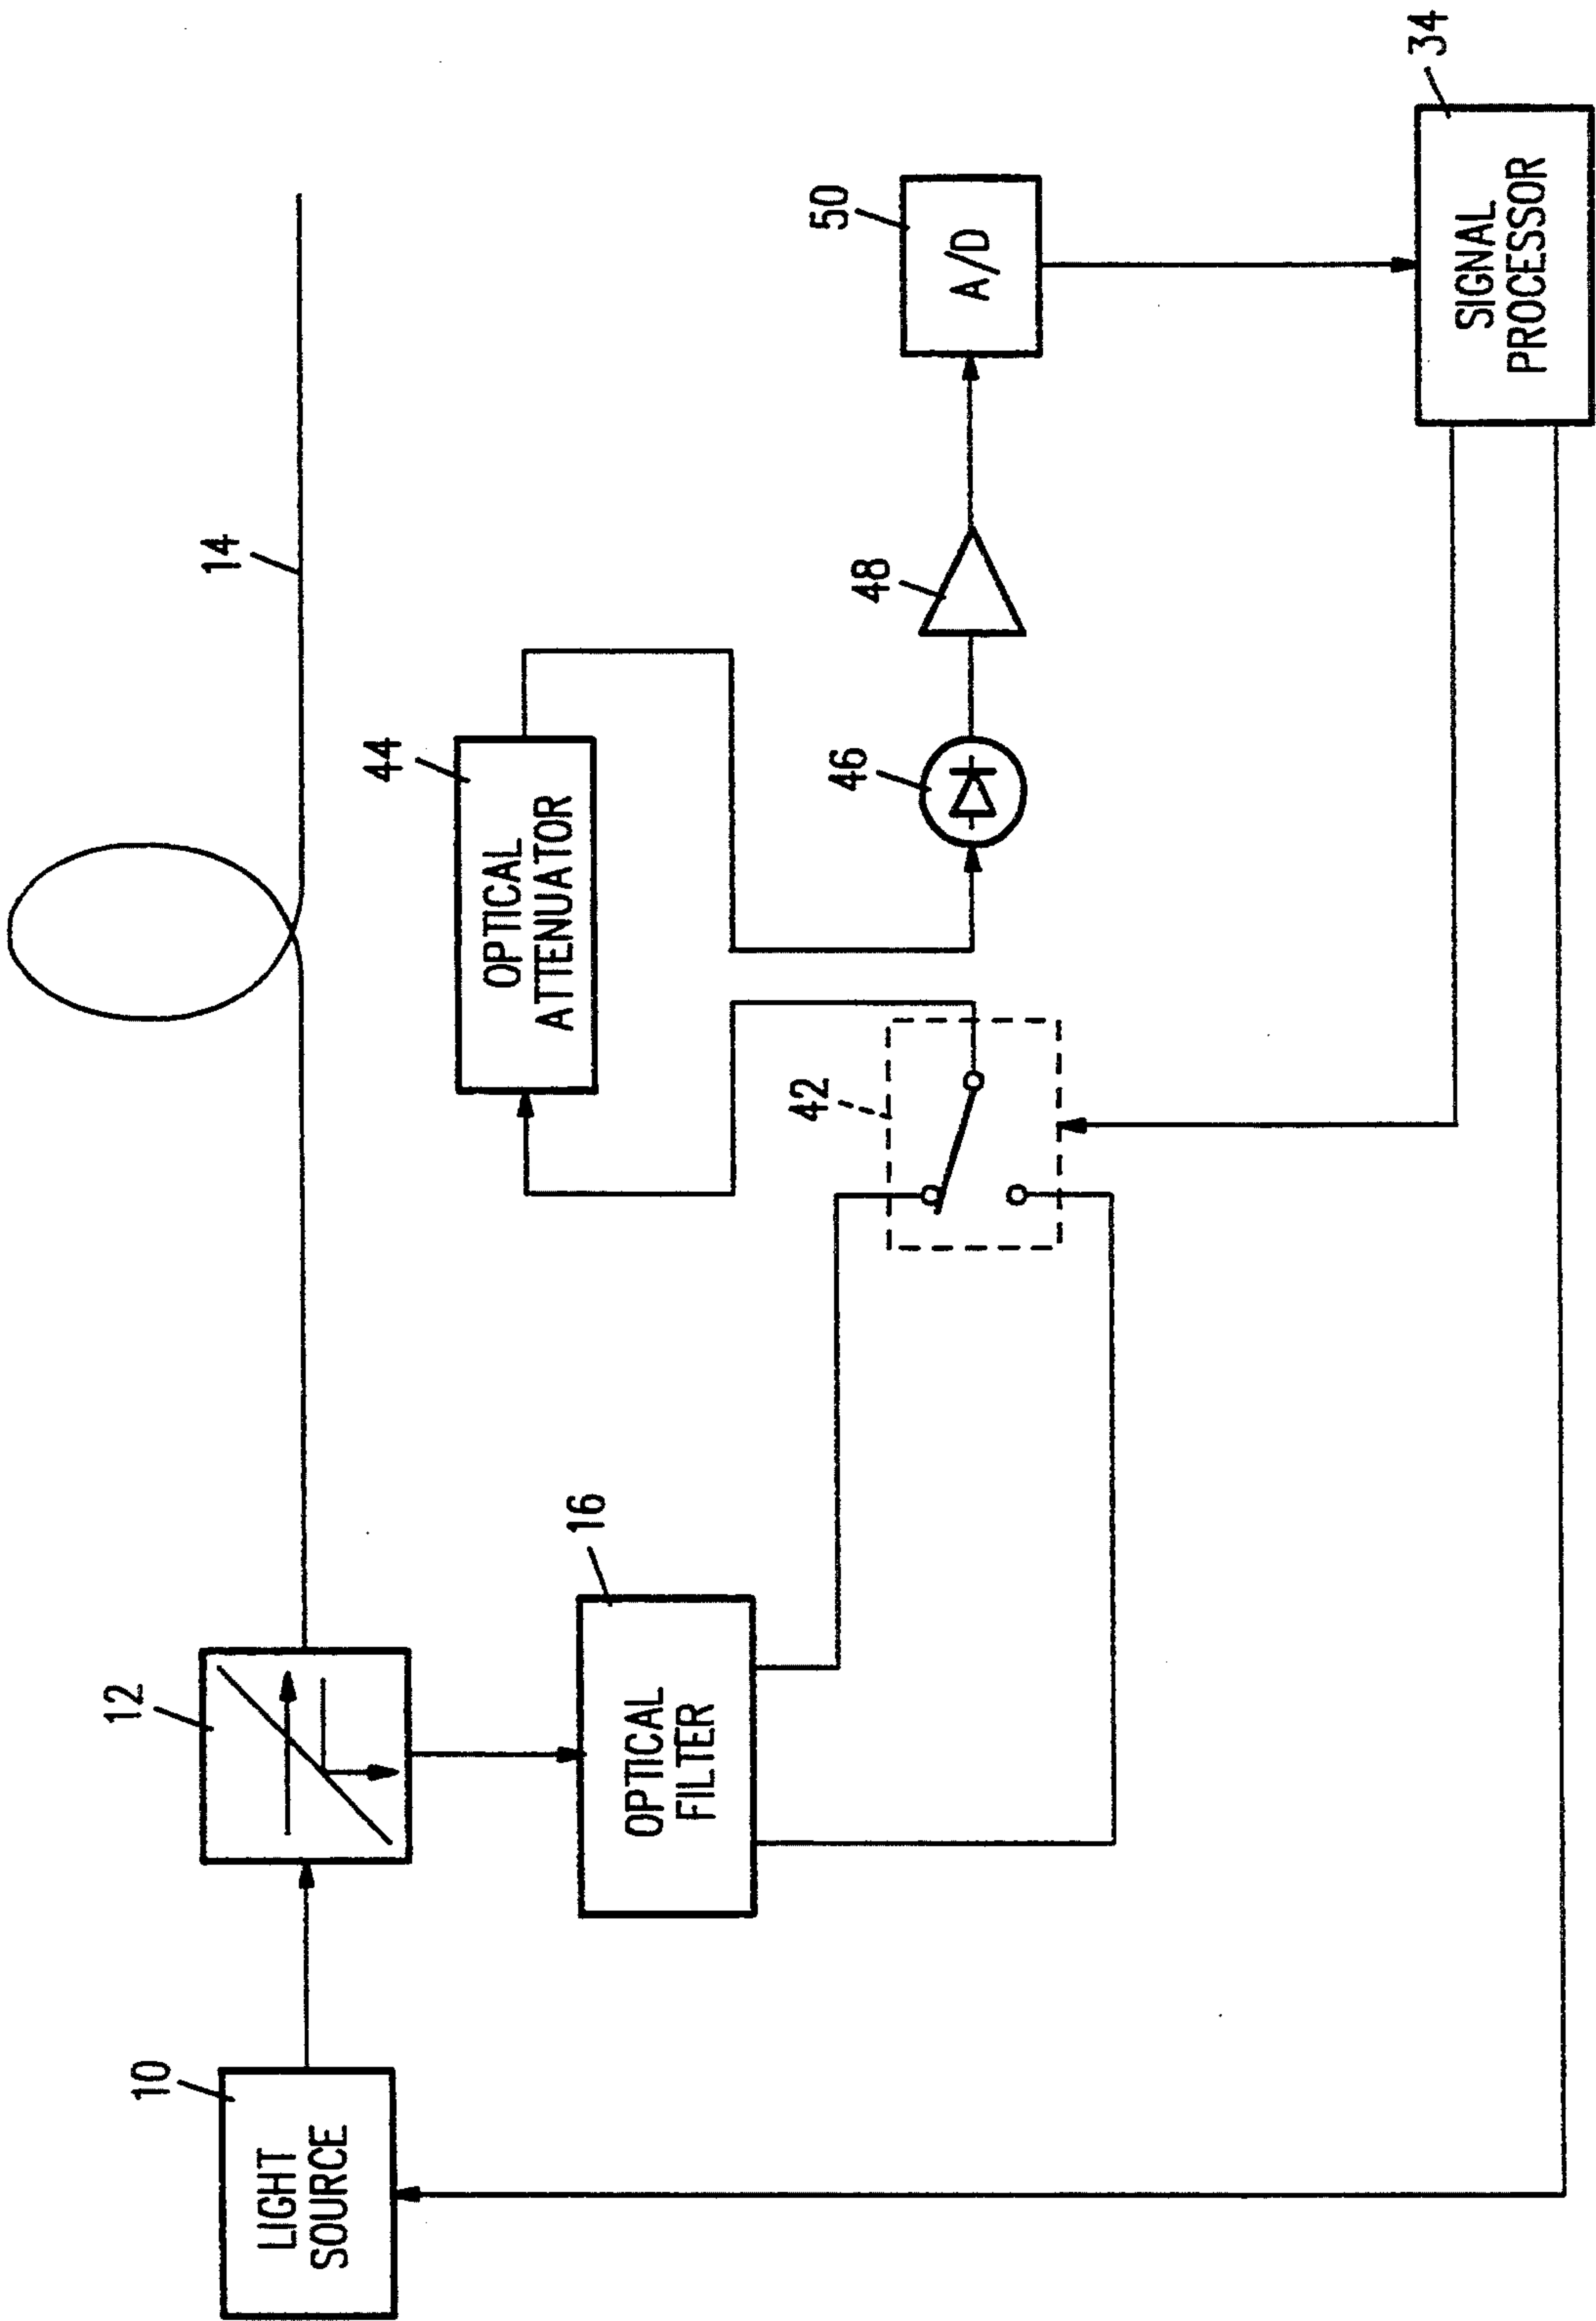 10
LIGHT
SOURCE
12
14
16
OPTICAL
FILTER
44
OPTICAL
ATTENUATOR
42
46
48
50
A/D
34
SIGNAL
PROCESSOR